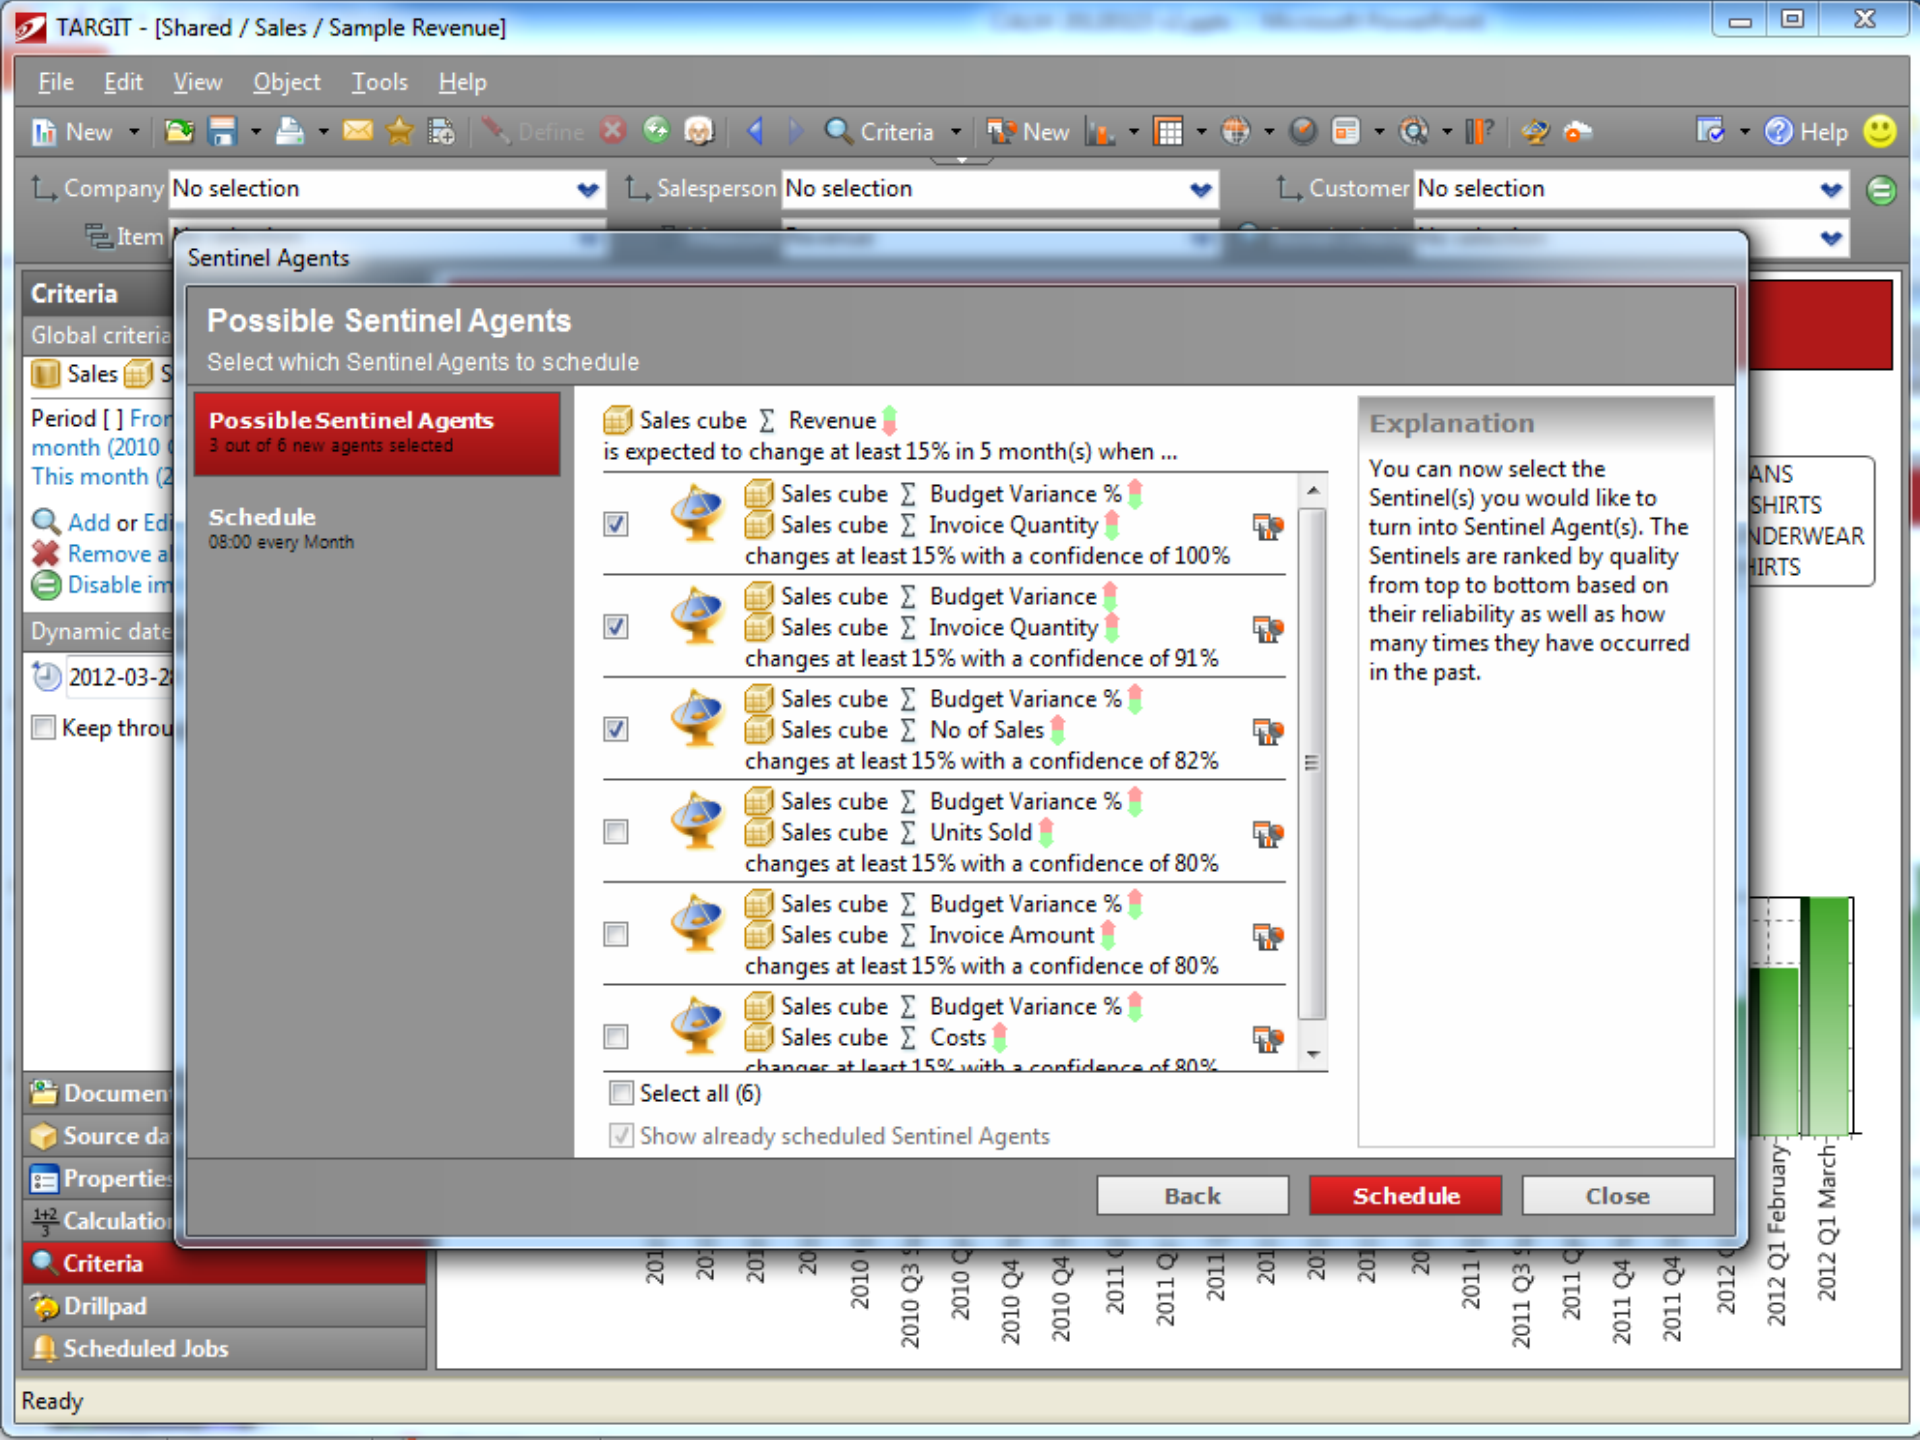 TARGIT - [Shared / Sales / Sample Revenue]
File Edit View Object Tools Help
New Define Criteria New Help
Company No selection Salesperson No selection Customer No selection
Item
Sentinel Agents
Criteria
Global criteria
Sales
Period [ ] From
month (2010
This month (2
Add or Edi
Remove al
Disable im
Dynamic date
2012-03-28
Keep throu
Possible Sentinel Agents
Select which Sentinel Agents to schedule
Possible Sentinel Agents
3 out of 6 new agents selected
Schedule
08:00 every Month
Sales cube Σ Revenue
is expected to change at least 15% in 5 month(s) when ...
Sales cube Σ Budget Variance %
Sales cube Σ Invoice Quantity
changes at least 15% with a confidence of 100%
Sales cube Σ Budget Variance
Sales cube Σ Invoice Quantity
changes at least 15% with a confidence of 91%
Sales cube Σ Budget Variance %
Sales cube Σ No of Sales
changes at least 15% with a confidence of 82%
Sales cube Σ Budget Variance %
Sales cube Σ Units Sold
changes at least 15% with a confidence of 80%
Sales cube Σ Budget Variance %
Sales cube Σ Invoice Amount
changes at least 15% with a confidence of 80%
Sales cube Σ Budget Variance %
Sales cube Σ Costs
changes at least 15% with a confidence of 80%
Select all (6)
Show already scheduled Sentinel Agents
Explanation
You can now select the
Sentinel(s) you would like to
turn into Sentinel Agent(s). The
Sentinels are ranked by quality
from top to bottom based on
their reliability as well as how
many times they have occurred
in the past.
Back Schedule Close
ANS
SHIRTS
NDERWEAR
HIRTS
Documen
Source da
Properties
1+2
3
Calculatio
Criteria
Drillpad
Scheduled Jobs
2010 Q3
2010 Q4
2010 Q4
2011 Q3
2011 Q4
2011 Q4
2012 Q1 February
2012 Q1 March
Ready